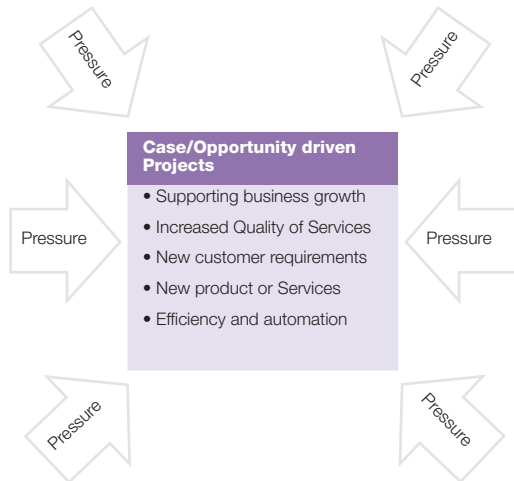 Pressure
Pressure
Case/Opportunity driven
Projects
• Supporting business growth
• Increased Quality of Services
Pressure
Pressure
• New customer requirements
• New product or Services
• Efficiency and automation
Pressure
Pressure